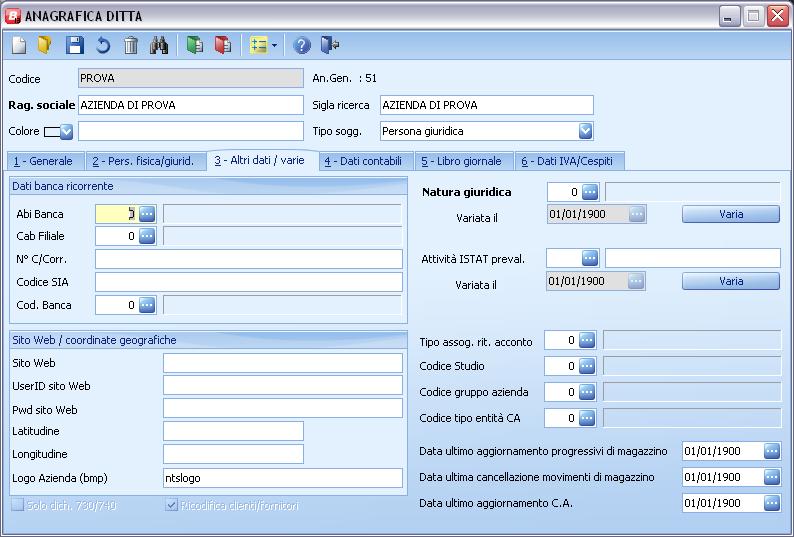 ANAGRAFICA DITTA
Codice PROVA An.Gen. : 51
Rag. sociale AZIENDA DI PROVA Sigla ricerca AZIENDA DI PROVA
Colore Tipo sogg. Persona giuridica
1 - Generale 2 - Pers. fisica/giurid. 3 - Altri dati / varie 4 - Dati contabili 5 - Libro giornale 6 - Dati IVA/Cespiti
Dati banca ricorrente
Abi Banca 0
Cab Filiale 0
N° C/Corr.
Codice SIA
Cod. Banca 0
Natura giuridica 0
Variata il 01/01/1900 Varia
Attività ISTAT preval.
Variata il 01/01/1900 Varia
Sito Web / coordinate geografiche
Sito Web
UserID sito Web
Pwd sito Web
Latitudine
Longitudine
Logo Azienda (bmp) ntslogo
Solo dich. 730/740 Ricodifica clienti/fornitori
Tipo assog. rit. acconto 0
Codice Studio 0
Codice gruppo azienda 0
Codice tipo entità CA 0
Data ultimo aggiornamento progressivi di magazzino 01/01/1900
Data ultima cancellazione movimenti di magazzino 01/01/1900
Data ultimo aggiornamento C.A. 01/01/1900